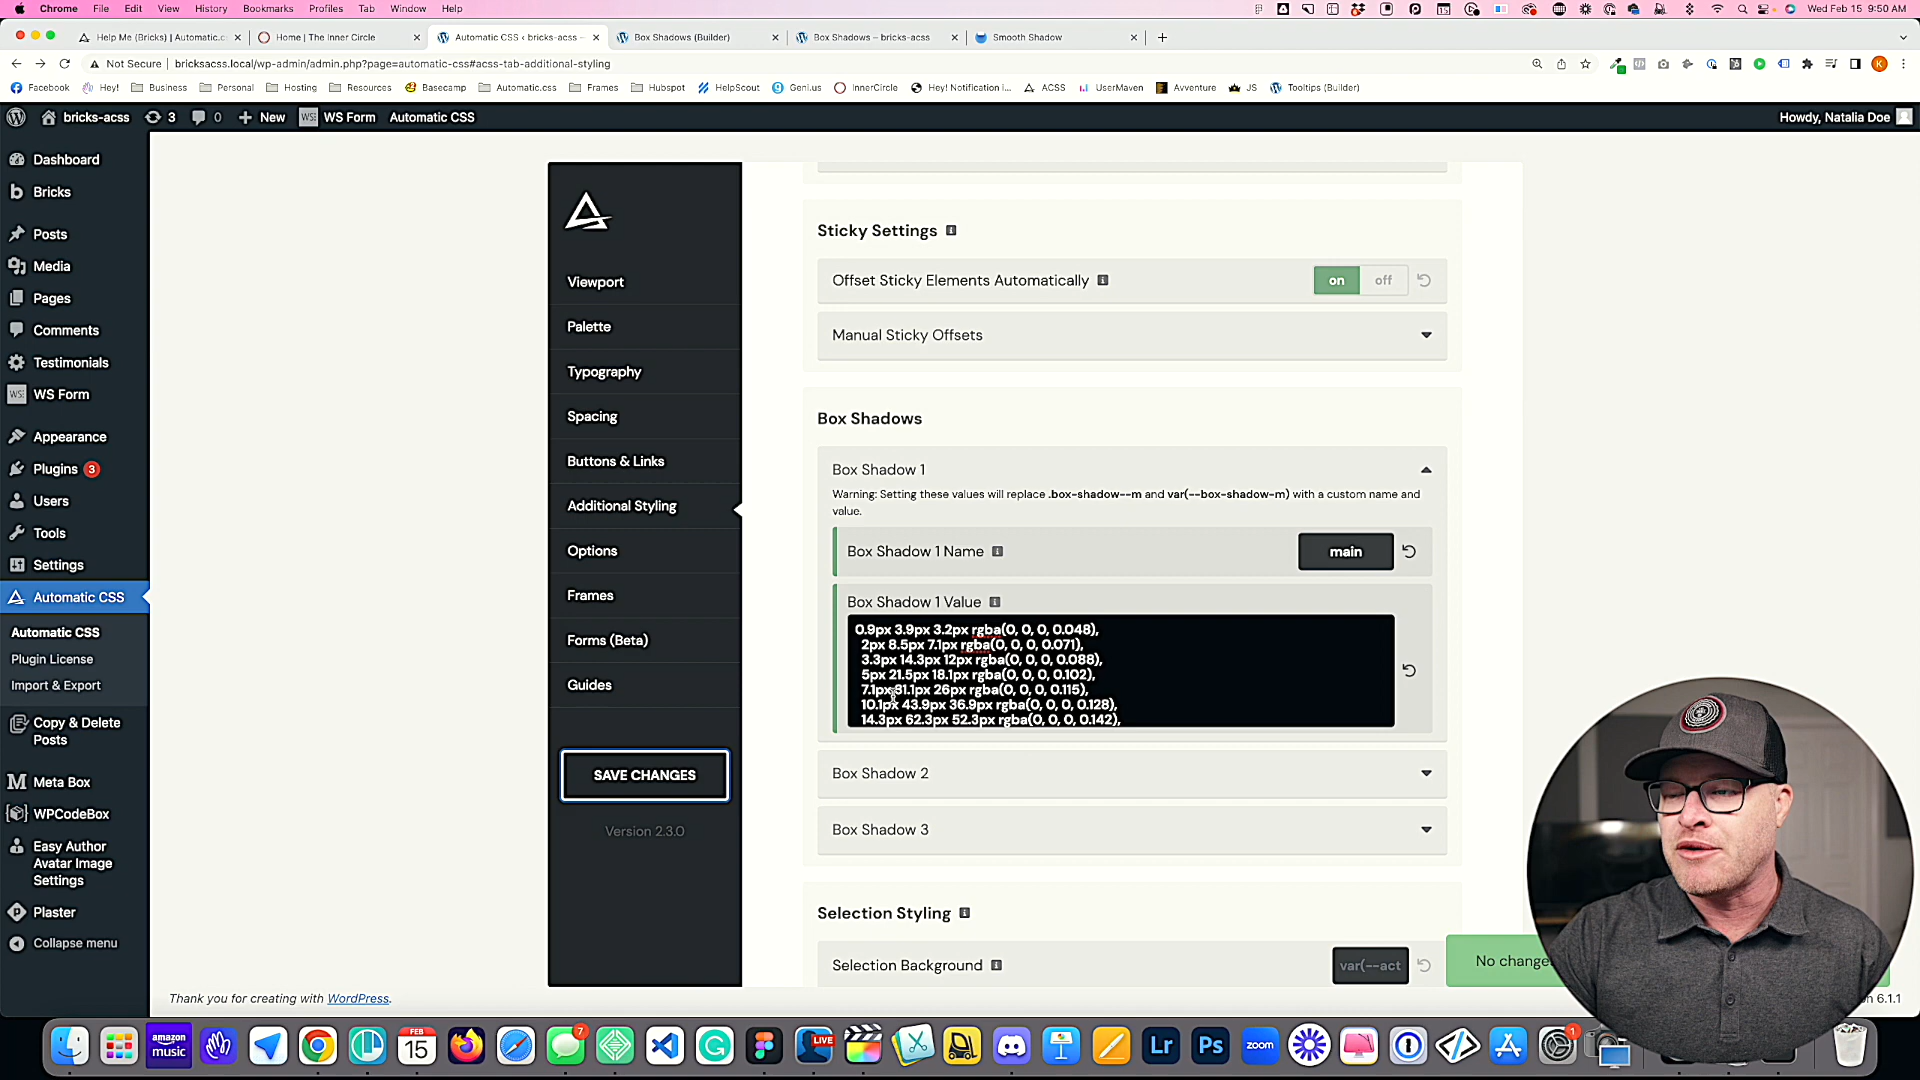 Chrome File Edit View History Bookmarks Profiles Tab Window Help
Wed Feb 15 9:50 AM
Help Me (Bricks) | Automatic.c
Home | The Inner Circle
Automatic CSS ‹ bricks-acss –
Box Shadows (Builder)
Box Shadows – bricks-acss
Smooth Shadow
Not Secure
bricksacss.local/wp-admin/admin.php?page=automatic-css#acss-tab-additional-styling
Facebook Hey! Business Personal Hosting Resources Basecamp Automatic.css Frames Hubspot HelpScout Geni.us InnerCircle Hey! Notification i... ACSS UserMaven Avventure JS Tooltips (Builder)
bricks-acss 3 0 New WS Form Automatic CSS
Howdy, Natalia Doe
Dashboard
Bricks
Posts
Media
Pages
Comments
Testimonials
WS Form
Appearance
Plugins 3
Users
Tools
Settings
Automatic CSS
Automatic CSS
Plugin License
Import & Export
Copy & Delete
Posts
Meta Box
WPCodeBox
Easy Author
Avatar Image
Settings
Plaster
Collapse menu
Viewport
Palette
Typography
Spacing
Buttons & Links
Additional Styling
Options
Frames
Forms (Beta)
Guides
SAVE CHANGES
Version 2.3.0
Sticky Settings
Offset Sticky Elements Automatically
on off
Manual Sticky Offsets
Box Shadows
Box Shadow 1
Warning: Setting these values will replace .box-shadow--m and var(--box-shadow-m) with a custom name and
value.
Box Shadow 1 Name
main
Box Shadow 1 Value
0.9px 3.9px 3.2px rgba(0, 0, 0, 0.048),
2px 8.5px 7.1px rgba(0, 0, 0, 0.071),
3.3px 14.3px 12px rgba(0, 0, 0, 0.088),
5px 21.5px 18.1px rgba(0, 0, 0, 0.102),
7.1px 31.1px 26px rgba(0, 0, 0, 0.115),
10.1px 43.9px 36.9px rgba(0, 0, 0, 0.128),
14.3px 62.3px 52.3px rgba(0, 0, 0, 0.142),
Box Shadow 2
Box Shadow 3
Selection Styling
Selection Background
var(--act
No change
Thank you for creating with WordPress.
6.1.1
amazon
music
FEB
15
7
LIVE
Lr
Ps
zoom
1